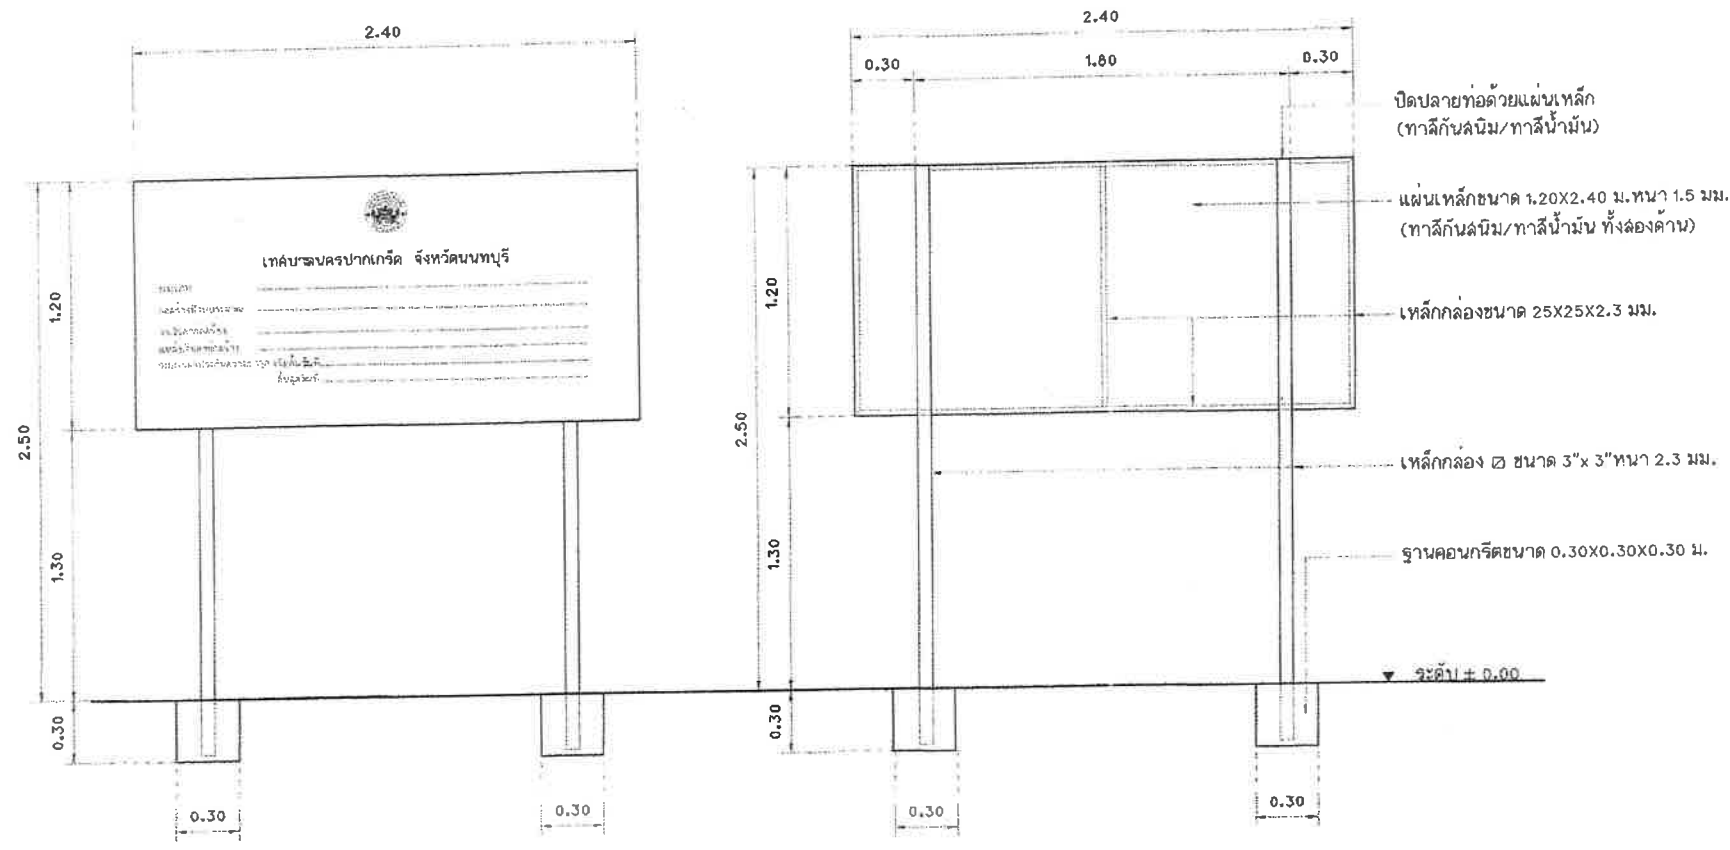 2.40
2.50
1.20
1.30
0.30
เทศบาลนครปากเกร็ด จังหวัดนนทบุรี
สิ้นสุดวันที่
0.30
0.30
2.40
0.30
1.80
0.30
2.50
1.20
1.30
0.30
ปิดปลายท่อด้วยแผ่นเหล็ก
(ทาสีกันสนิม/ทาสีน้ำมัน)
แผ่นเหล็กขนาด 1.20X2.40 ม.หนา 1.5 มม.
(ทาสีกันสนิม/ทาสีน้ำมัน ทั้งสองด้าน)
เหล็กกล่องขนาด 25X25X2.3 มม.
เหล็กกล่อง ⧄ ขนาด 3"x 3"หนา 2.3 มม.
ฐานคอนกรีตขนาด 0.30X0.30X0.30 ม.
ระดับ ± 0.00
0.30
0.30